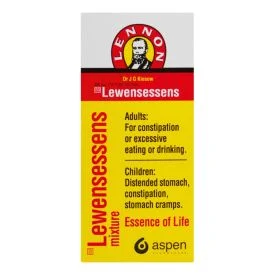 LENNON
Dr J G Kiesow
Lewensessens
Adults:
For constipation
or excessive
eating or drinking.
Children:
Distended stomach,
constipation,
stomach cramps.
Essence of Life
aspen
Lewensessens
mixture